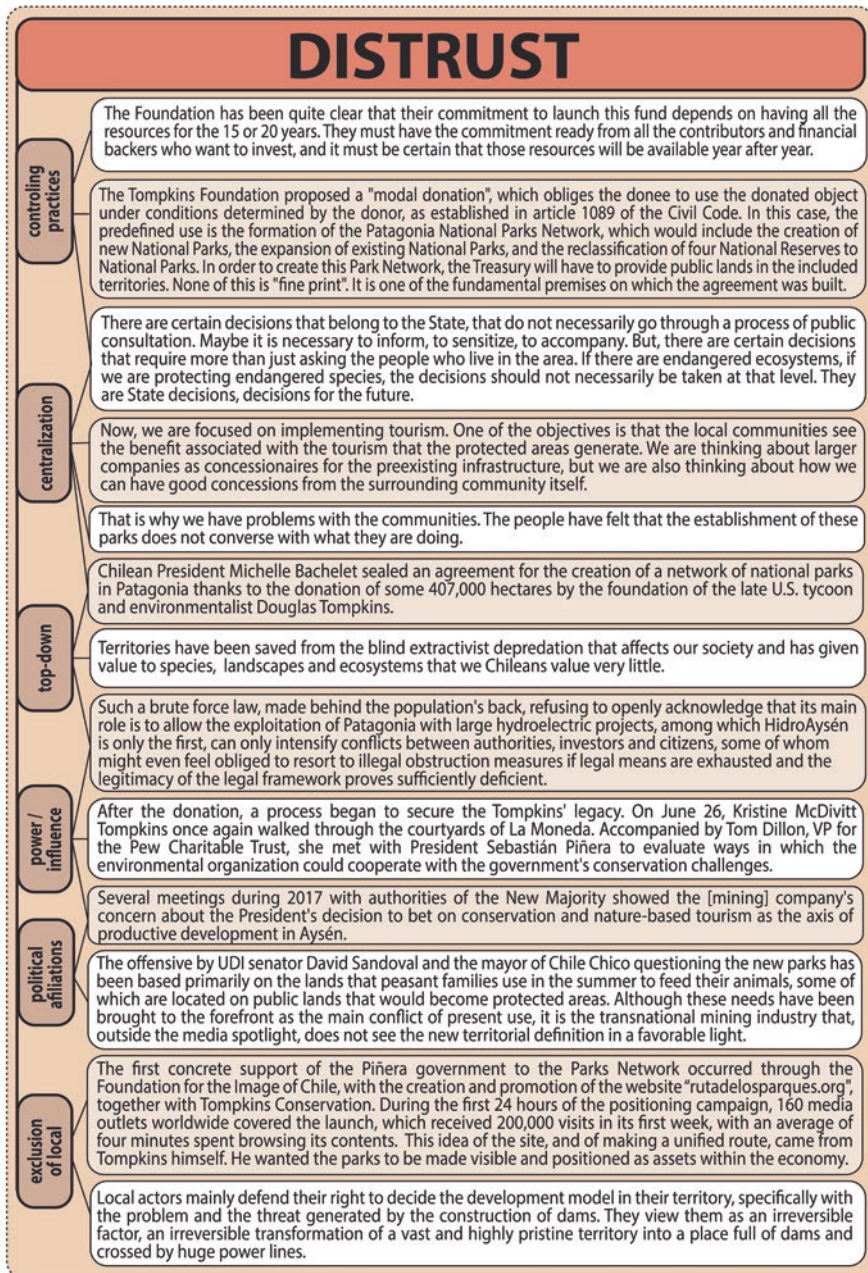 DISTRUST
controling
practices
The Foundation has been quite clear that their commitment to launch this fund depends on having all the
resources for the 15 or 20 years. They must have the commitment ready from all the contributors and financial
backers who want to invest, and it must be certain that those resources will be available year after year.
The Tompkins Foundation proposed a "modal donation", which obliges the donee to use the donated object
under conditions determined by the donor, as established in article 1089 of the Civil Code. In this case, the
predefined use is the formation of the Patagonia National Parks Network, which would include the creation of
new National Parks, the expansion of existing National Parks, and the reclassification of four National Reserves to
National Parks. In order to create this Park Network, the Treasury will have to provide public lands in the included
territories. None of this is "fine print". It is one of the fundamental premises on which the agreement was built.
centralization
There are certain decisions that belong to the State, that do not necessarily go through a process of public
consultation. Maybe it is necessary to inform, to sensitize, to accompany. But, there are certain decisions
that require more than just asking the people who live in the area. If there are endangered ecosystems, if
we are protecting endangered species, the decisions should not necessarily be taken at that level. They
are State decisions, decisions for the future.
Now, we are focused on implementing tourism. One of the objectives is that the local communities see
the benefit associated with the tourism that the protected areas generate. We are thinking about larger
companies as concessionaires for the preexisting infrastructure, but we are also thinking about how we
can have good concessions from the surrounding community itself.
That is why we have problems with the communities. The people have felt that the establishment of these
parks does not converse with what they are doing.
top-down
Chilean President Michelle Bachelet sealed an agreement for the creation of a network of national parks
in Patagonia thanks to the donation of some 407,000 hectares by the foundation of the late U.S. tycoon
and environmentalist Douglas Tompkins.
Territories have been saved from the blind extractivist depredation that affects our society and has given
value to species, landscapes and ecosystems that we Chileans value very little.
Such a brute force law, made behind the population's back, refusing to openly acknowledge that its main
role is to allow the exploitation of Patagonia with large hydroelectric projects, among which HidroAysén
is only the first, can only intensify conflicts between authorities, investors and citizens, some of whom
might even feel obliged to resort to illegal obstruction measures if legal means are exhausted and the
legitimacy of the legal framework proves sufficiently deficient.
power /
influence
After the donation, a process began to secure the Tompkins' legacy. On June 26, Kristine McDivitt
Tompkins once again walked through the courtyards of La Moneda. Accompanied by Tom Dillon, VP for
the Pew Charitable Trust, she met with President Sebastián Piñera to evaluate ways in which the
environmental organization could cooperate with the government's conservation challenges.
political
afiliations
Several meetings during 2017 with authorities of the New Majority showed the [mining] company's
concern about the President's decision to bet on conservation and nature-based tourism as the axis of
productive development in Aysén.
The offensive by UDI senator David Sandoval and the mayor of Chile Chico questioning the new parks has
been based primarily on the lands that peasant families use in the summer to feed their animals, some of
which are located on public lands that would become protected areas. Although these needs have been
brought to the forefront as the main conflict of present use, it is the transnational mining industry that,
outside the media spotlight, does not see the new territorial definition in a favorable light.
exclusion
of local
The first concrete support of the Piñera government to the Parks Network occurred through the
Foundation for the Image of Chile, with the creation and promotion of the website "rutadelosparques.org",
together with Tompkins Conservation. During the first 24 hours of the positioning campaign, 160 media
outlets worldwide covered the launch, which received 200,000 visits in its first week, with an average of
four minutes spent browsing its contents. This idea of the site, and of making a unified route, came from
Tompkins himself. He wanted the parks to be made visible and positioned as assets within the economy.
Local actors mainly defend their right to decide the development model in their territory, specifically with
the problem and the threat generated by the construction of dams. They view them as an irreversible
factor, an irreversible transformation of a vast and highly pristine territory into a place full of dams and
crossed by huge power lines.